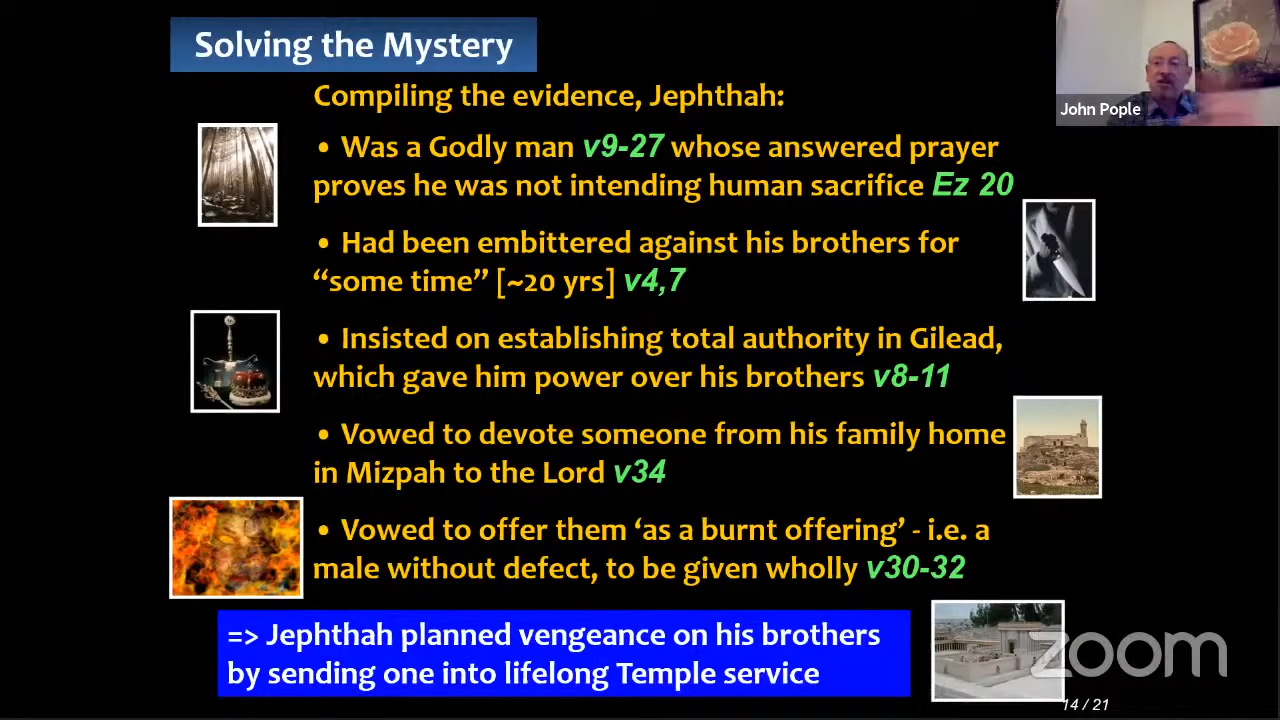 Solving the Mystery
John Pople
Compiling the evidence, Jephthah:
• Was a Godly man v9-27 whose answered prayer
proves he was not intending human sacrifice Ez 20
• Had been embittered against his brothers for
“some time” [~20 yrs] v4,7
• Insisted on establishing total authority in Gilead,
which gave him power over his brothers v8-11
• Vowed to devote someone from his family home
in Mizpah to the Lord v34
• Vowed to offer them ‘as a burnt offering’ - i.e. a
male without defect, to be given wholly v30-32
=> Jephthah planned vengeance on his brothers
by sending one into lifelong Temple service
zoom
14 / 21